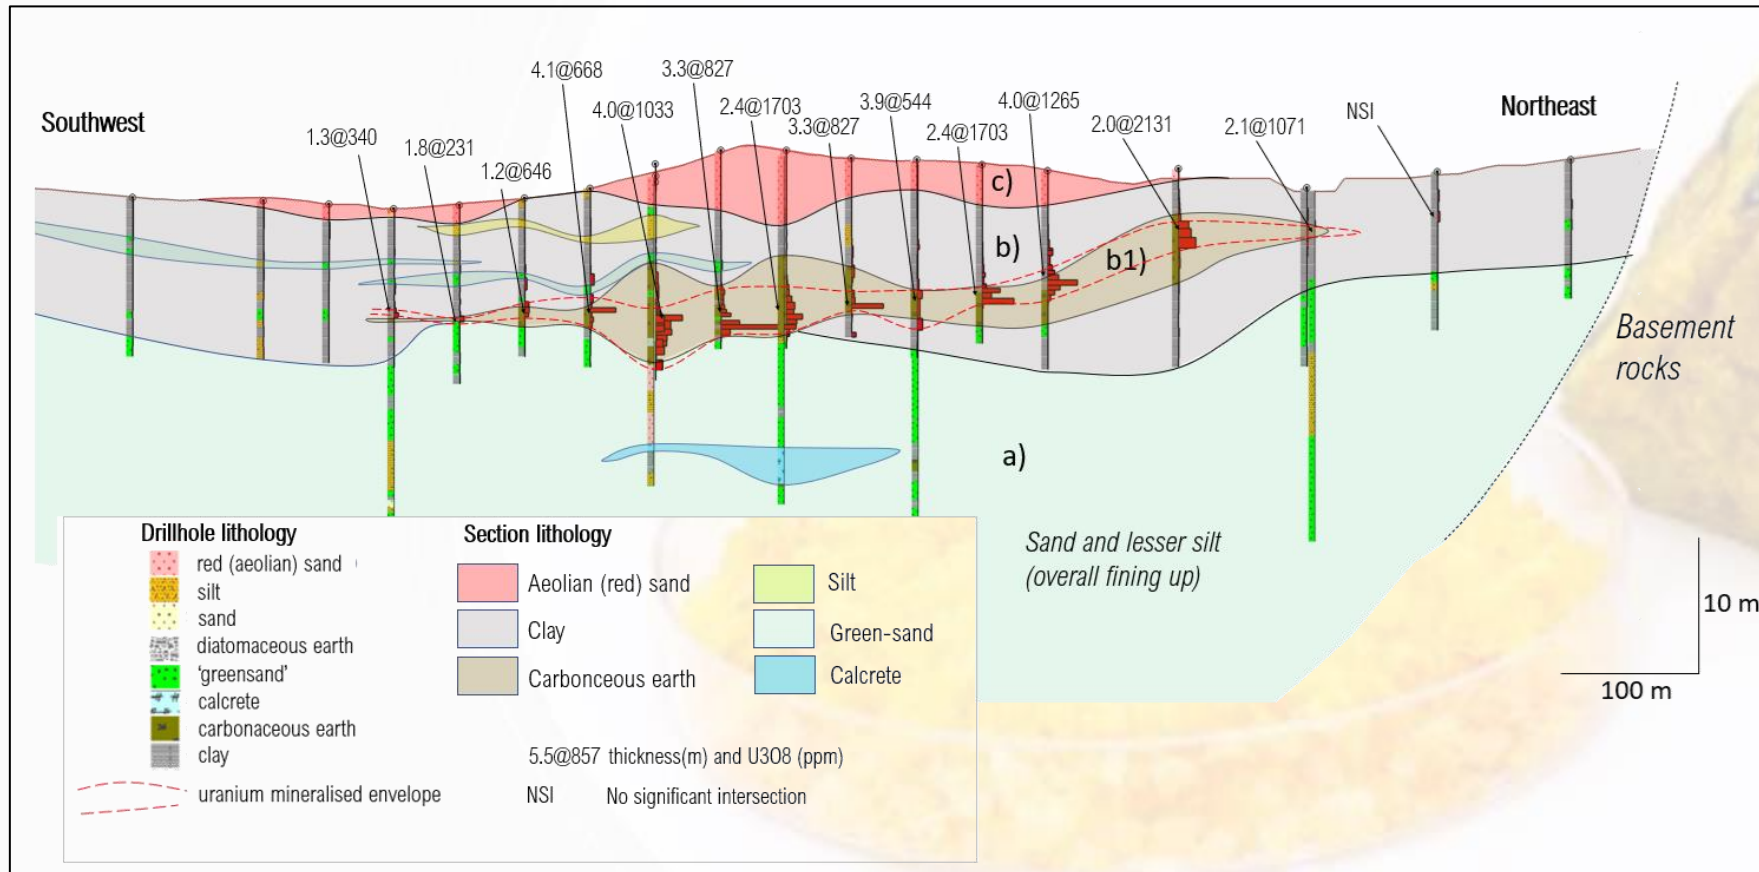 4.1@668
3.3@827
4.0@1033
2.4@1703
3.3@827
3.9@544
4.0@1265
2.4@1703
2.0@2131
2.1@1071
NSI
Northeast
Southwest
1.3@340
1.8@231
1.2@646
c)
b)
b1)
a)
Basement
rocks
Sand and lesser silt
(overall fining up)
10 m
100 m
Drillhole lithology
red (aeolian) sand
silt
sand
diatomaceous earth
'greensand'
calcrete
carbonaceous earth
clay
uranium mineralised envelope
Section lithology
Aeolian (red) sand
Clay
Carbonceous earth
Silt
Green-sand
Calcrete
5.5@857 thickness(m) and U3O8 (ppm)
NSI No significant intersection